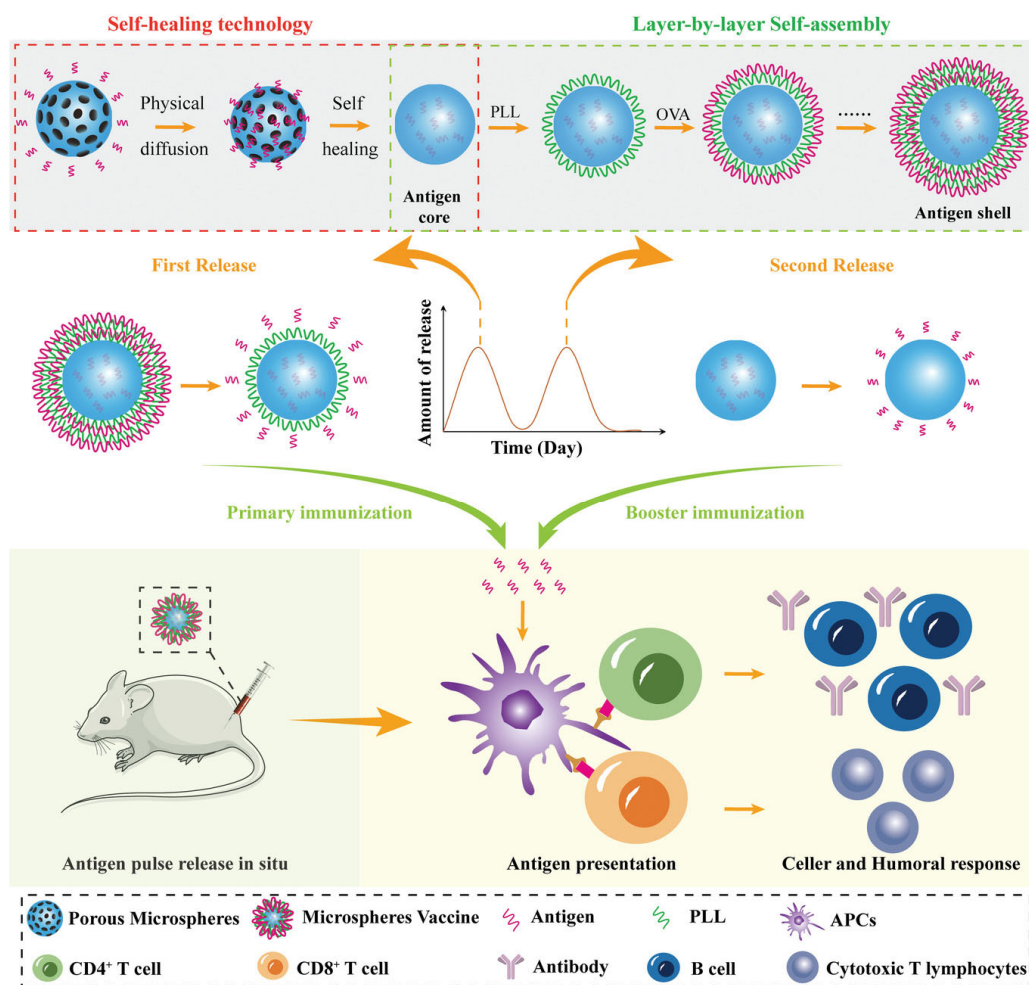 Self-healing technology
Layer-by-layer Self-assembly
Physical
diffusion
Self
healing
PLL
OVA
......
Antigen
core
Antigen shell
First Release
Second Release
Amount of release
Time (Day)
Primary immunization
Booster immunization
Antigen pulse release in situ
Antigen presentation
Celler and Humoral response
Porous Microspheres
Microspheres Vaccine
Antigen
PLL
APCs
CD4⁺ T cell
CD8⁺ T cell
Antibody
B cell
Cytotoxic T lymphocytes